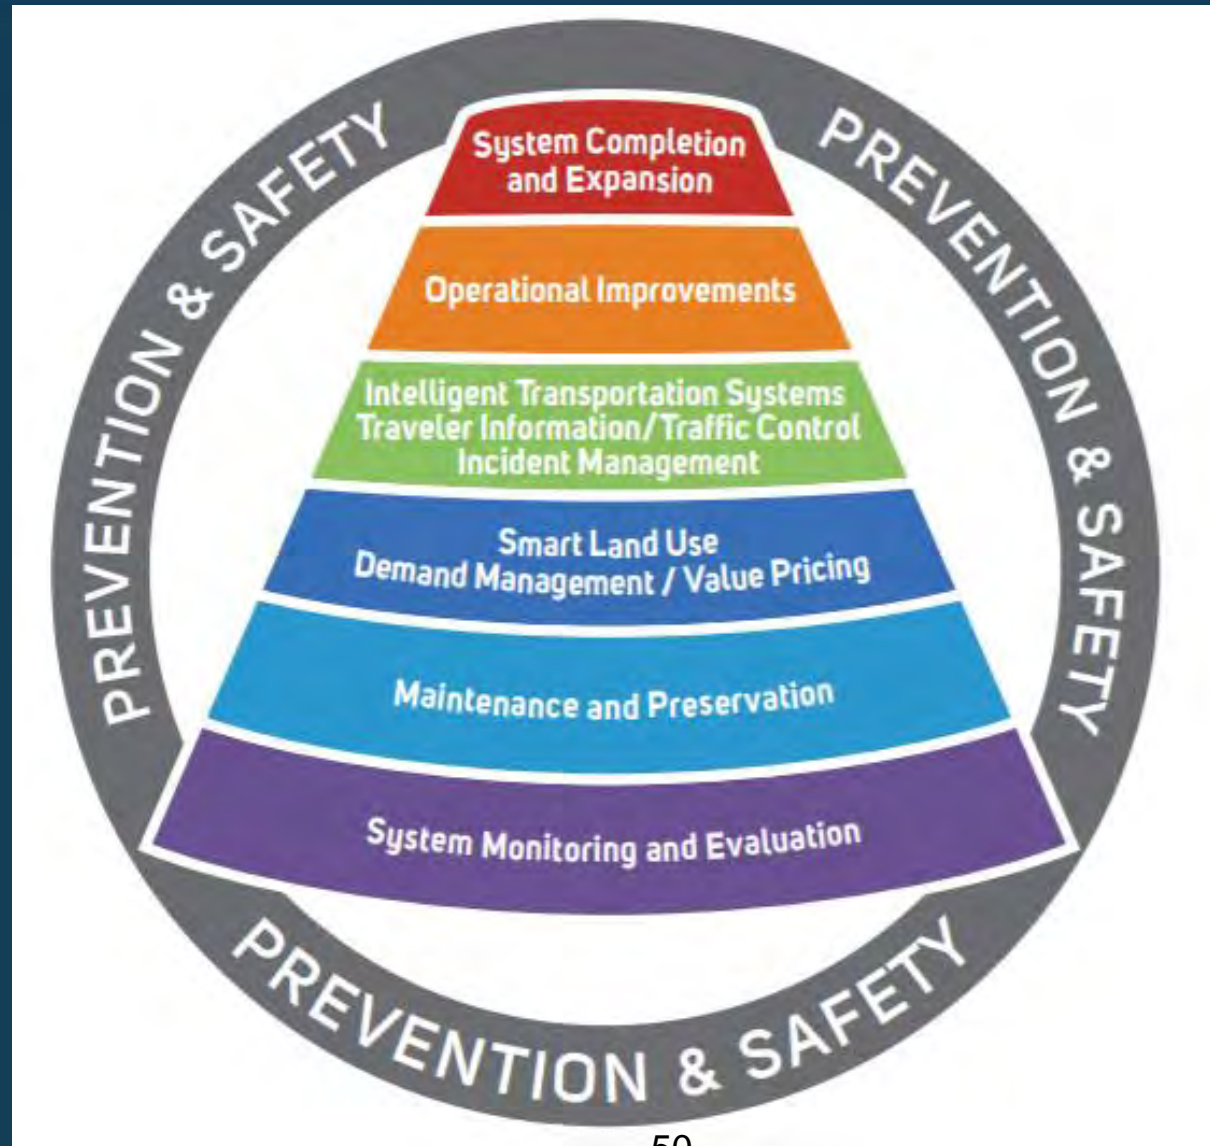 PREVENTION & SAFETY
PREVENTION & SAFETY
System Completion
and Expansion
Operational Improvements
Intelligent Transportation Systems
Traveler Information/Traffic Control
Incident Management
Smart Land Use
Demand Management / Value Pricing
Maintenance and Preservation
System Monitoring and Evaluation
PREVENTION & SAFETY
50